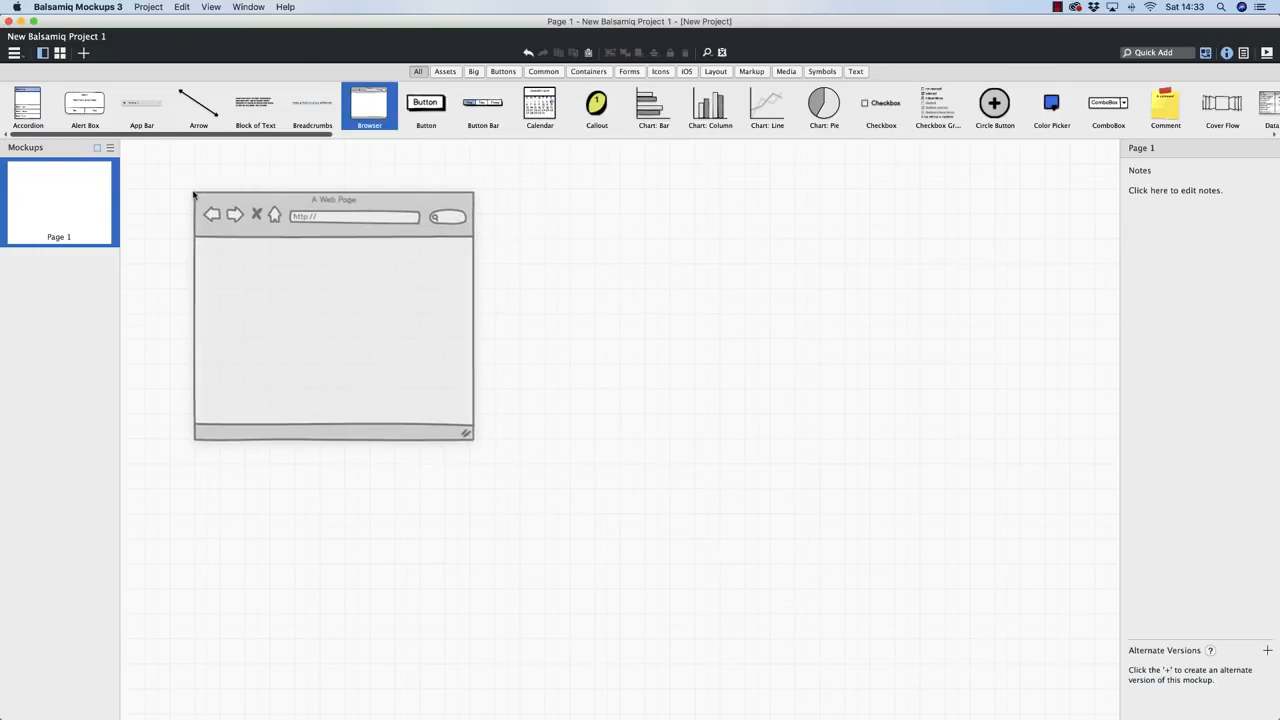 Balsamiq Mockups 3 Project Edit View Window Help Sat 14:33
Page 1 - New Balsamiq Project 1 - [New Project]
New Balsamiq Project 1
Quick Add
All Assets Big Buttons Common Containers Forms Icons iOS Layout Markup Media Symbols Text
Button
Checkbox
ComboBox
Accordion Alert Box App Bar Arrow Block of Text Breadcrumbs Browser Button Button Bar Calendar Callout Chart: Bar Chart: Column Chart: Line Chart: Pie Checkbox Checkbox Gr... Circle Button Color Picker ComboBox Comment Cover Flow Data
Mockups
Page 1
A Web Page
http://
Page 1
Notes
Click here to edit notes.
Alternate Versions ?
Click the '+' to create an alternate
version of this mockup.